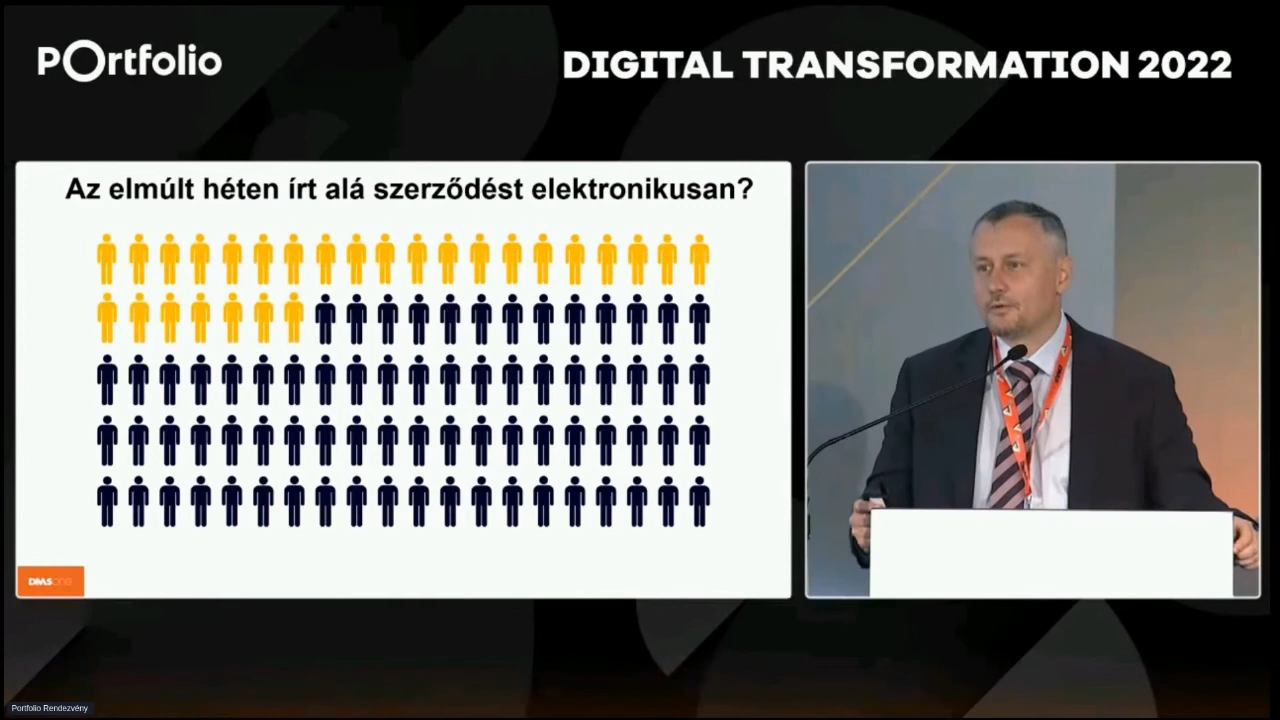 POrtfolio
DIGITAL TRANSFORMATION 2022
Az elmúlt héten írt alá szerződést elektronikusan?
DMSone
Portfolio Rendezvény